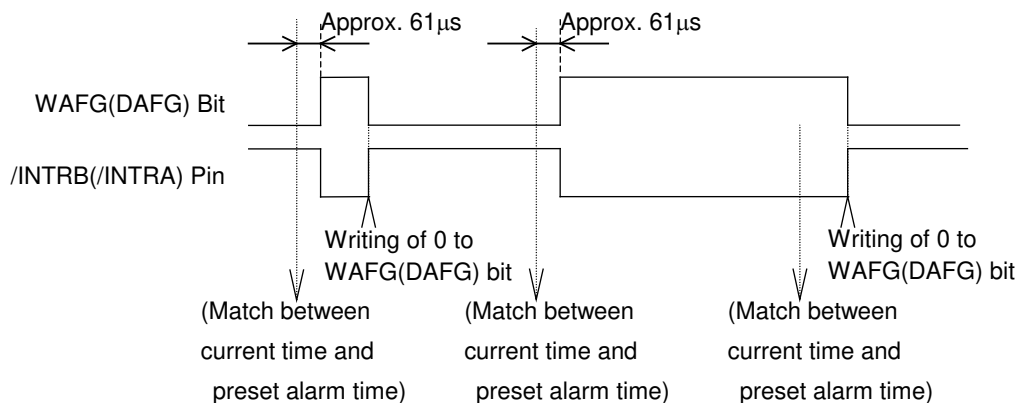 Approx. 61μs
Approx. 61μs
WAFG(DAFG) Bit
/INTRB(/INTRA) Pin
Writing of 0 to
WAFG(DAFG) bit
Writing of 0 to
WAFG(DAFG) bit
(Match between
current time and
preset alarm time)
(Match between
current time and
preset alarm time)
(Match between
current time and
preset alarm time)